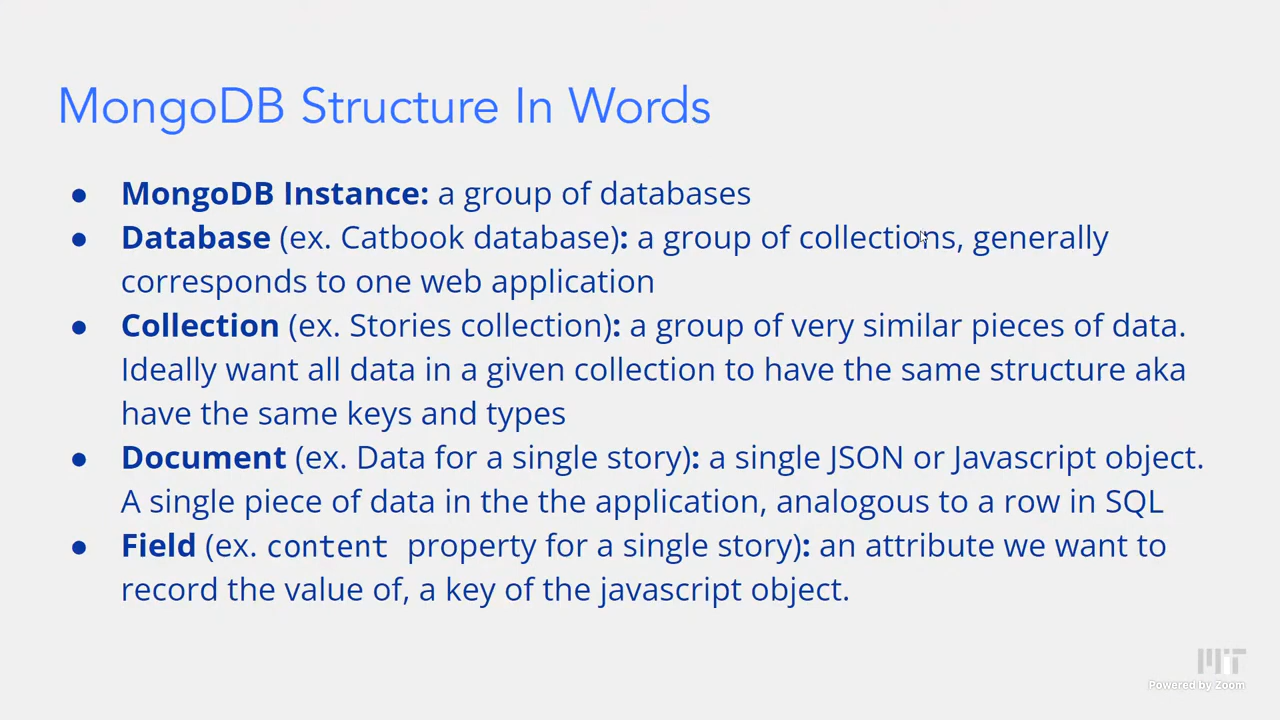 MongoDB Structure In Words
● MongoDB Instance: a group of databases
● Database (ex. Catbook database): a group of collections, generally
corresponds to one web application
● Collection (ex. Stories collection): a group of very similar pieces of data.
Ideally want all data in a given collection to have the same structure aka
have the same keys and types
● Document (ex. Data for a single story): a single JSON or Javascript object.
A single piece of data in the the application, analogous to a row in SQL
● Field (ex. content property for a single story): an attribute we want to
record the value of, a key of the javascript object.
MIT
Powered by Zoom